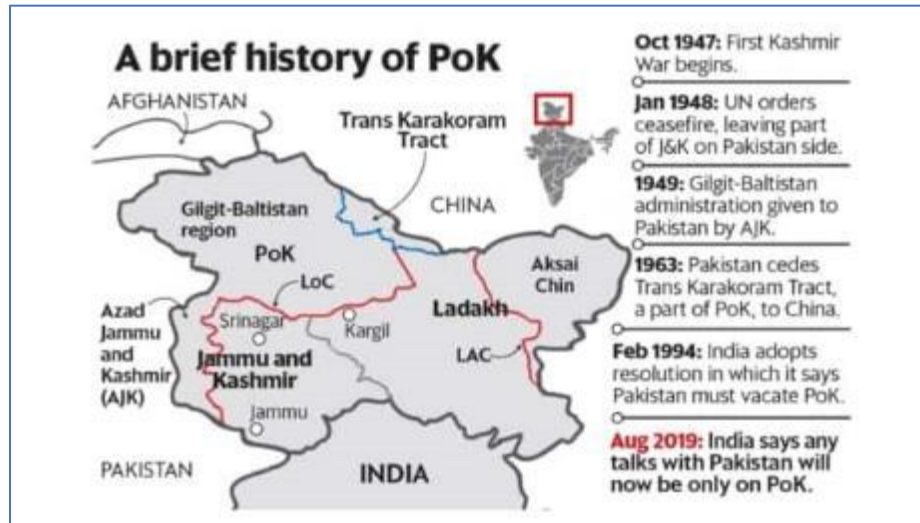 A brief history of PoK
AFGHANISTAN
Trans Karakoram
Tract
CHINA
Gilgit-Baltistan
region
PoK
Aksai
Chin
LoC
Ladakh
Azad
Jammu
and
Kashmir
(AJK)
Srinagar
Kargil
LAC
Jammu and
Kashmir
Jammu
PAKISTAN
INDIA
Oct 1947: First Kashmir
War begins.
Jan 1948: UN orders
ceasefire, leaving part
of J&K on Pakistan side.
1949: Gilgit-Baltistan
administration given to
Pakistan by AJK.
1963: Pakistan cedes
Trans Karakoram Tract,
a part of PoK, to China.
Feb 1994: India adopts
resolution in which it says
Pakistan must vacate PoK.
Aug 2019: India says any
talks with Pakistan will
now be only on PoK.